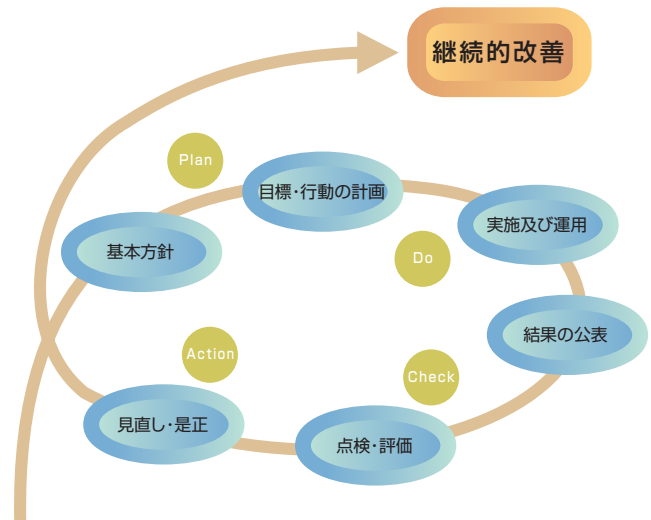 継続的改善
Plan
目標・行動の計画
実施及び運用
基本方針
Do
結果の公表
Action
Check
見直し・是正
点検・評価